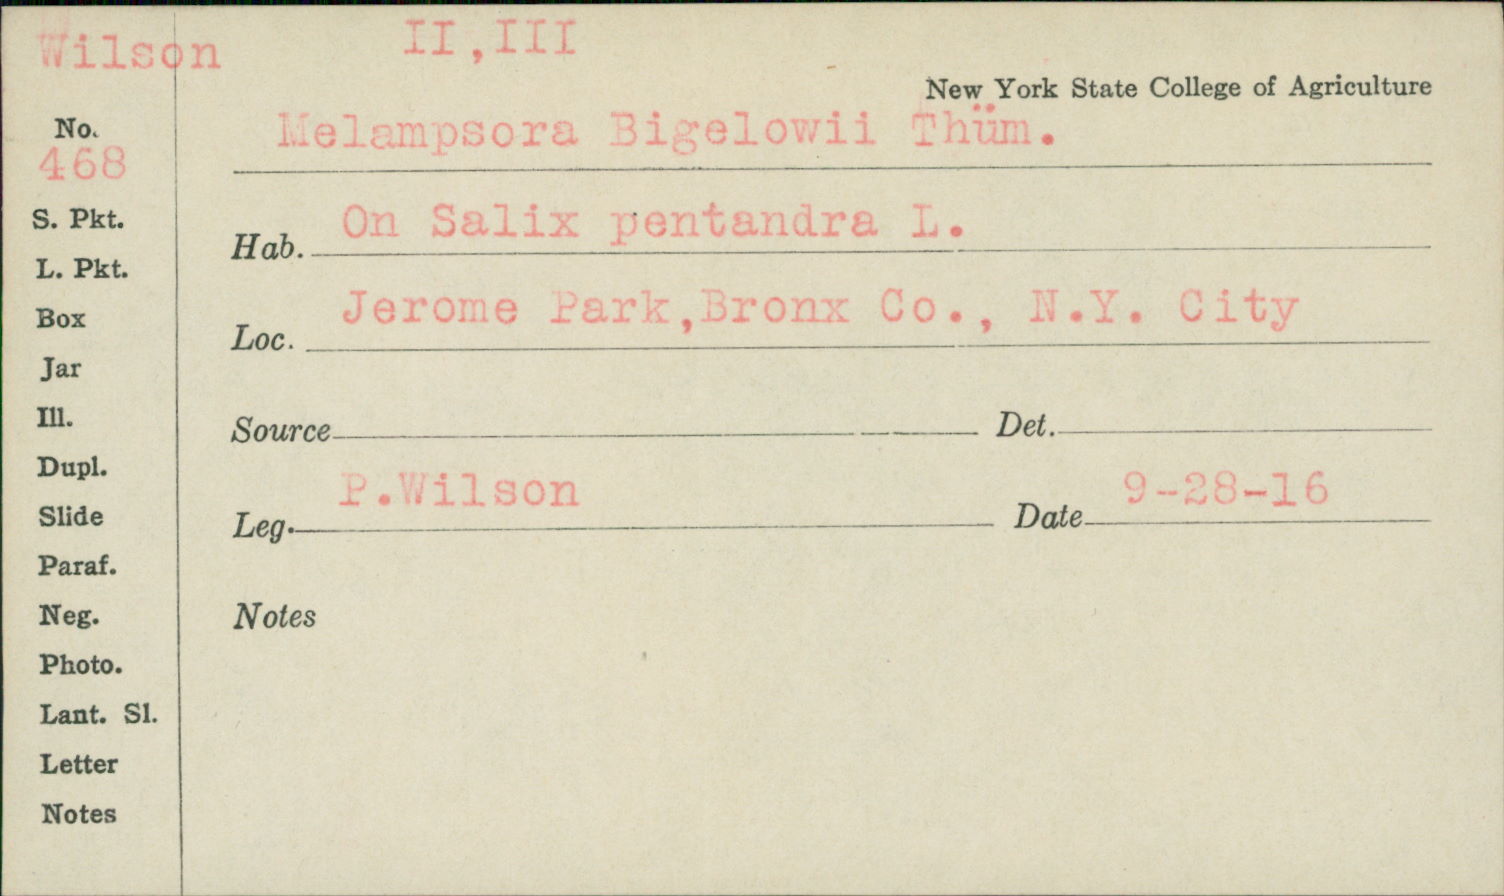 Wilson II,III
New York State College of Agriculture
No.
468
Melampsora Bigelowii Thüm.
S. Pkt.
Hab. On Salix pentandra L.
L. Pkt.
Box
Loc. Jerome Park,Bronx Co., N.Y. City
Jar
Ill.
Source Det.
Dupl.
Slide
Leg. P.Wilson Date 9-28-16
Paraf.
Neg.
Notes
Photo.
Lant. Sl.
Letter
Notes